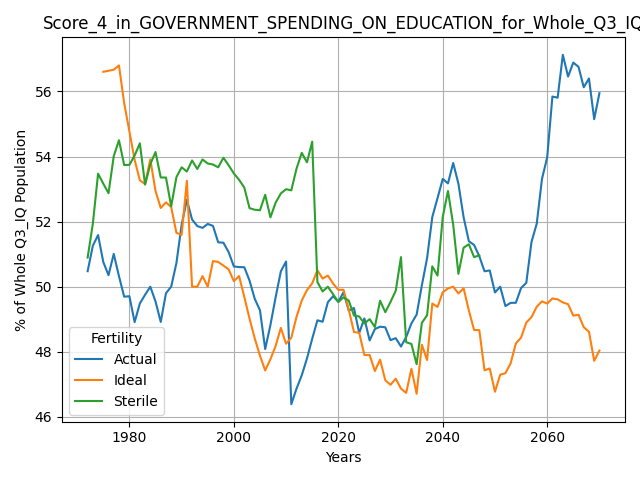 Score_4_in_GOVERNMENT_SPENDING_ON_EDUCATION_for_Whole_Q3_IQ
% of Whole Q3_IQ Population
56
54
52
50
48
46
Fertility
Actual
Ideal
Sterile
1980
2000
2020
2040
2060
Years